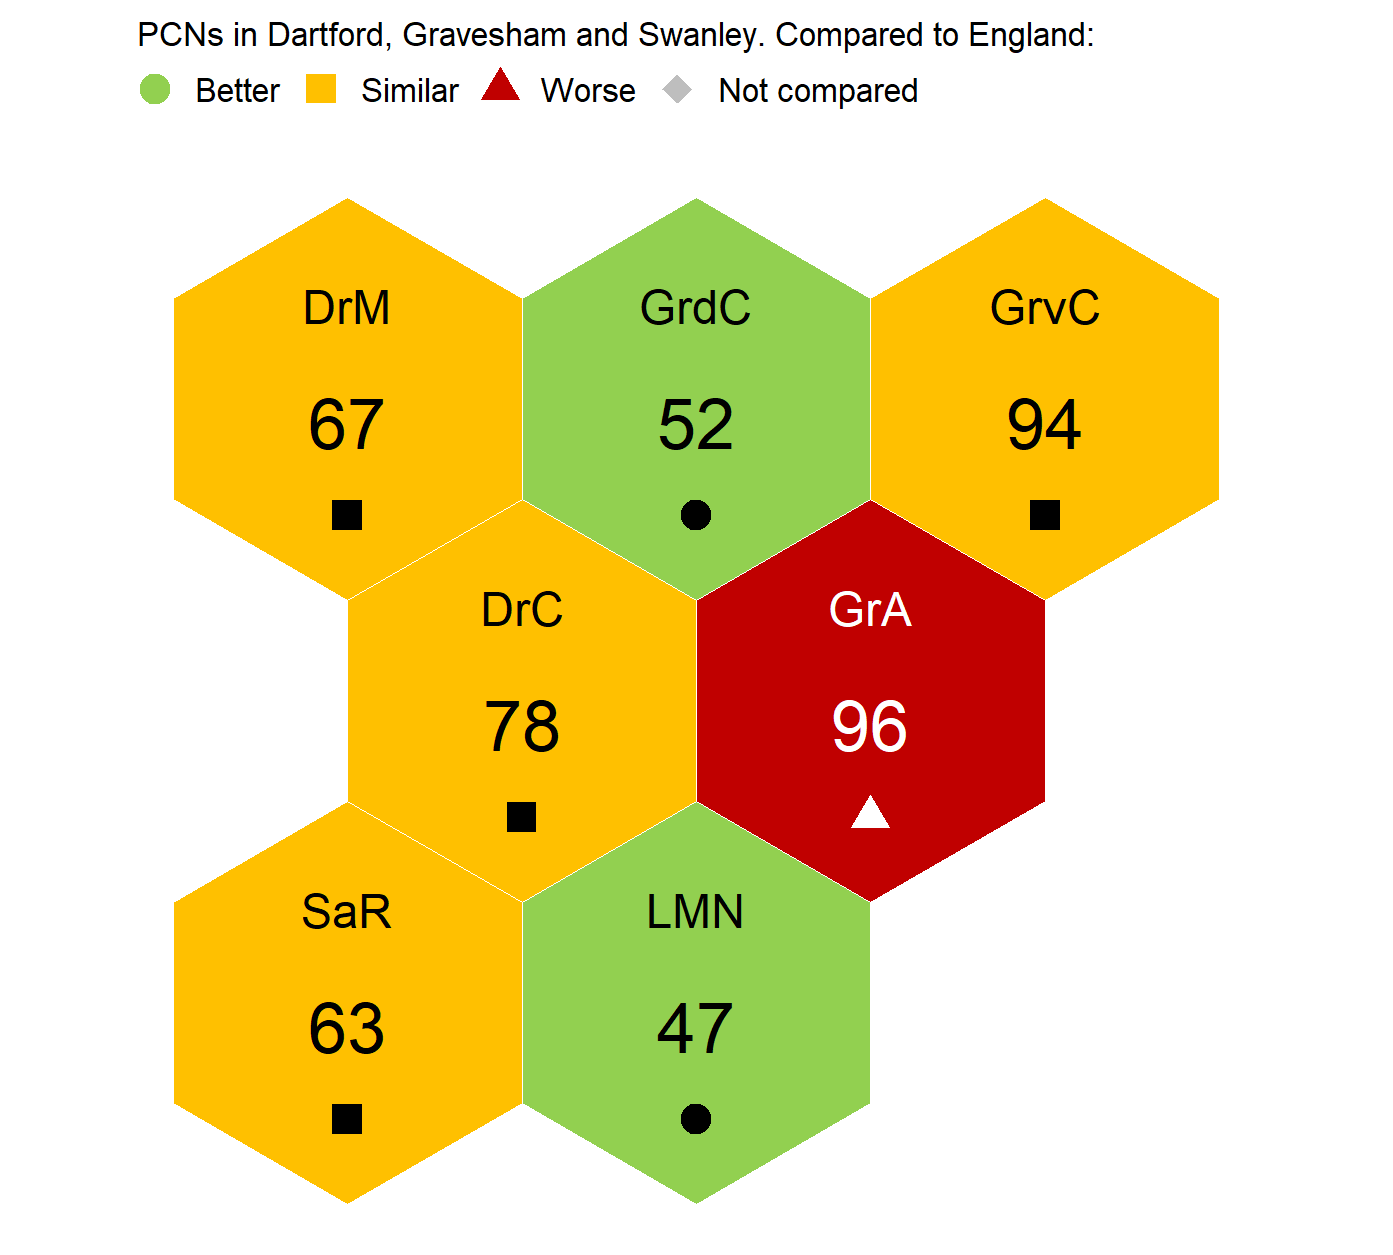 PCNs in Dartford, Gravesham and Swanley. Compared to England:
Better Similar Worse Not compared
DrM GrdC GrvC
67 52 94
DrC GrA
78 96
SaR LMN
63 47